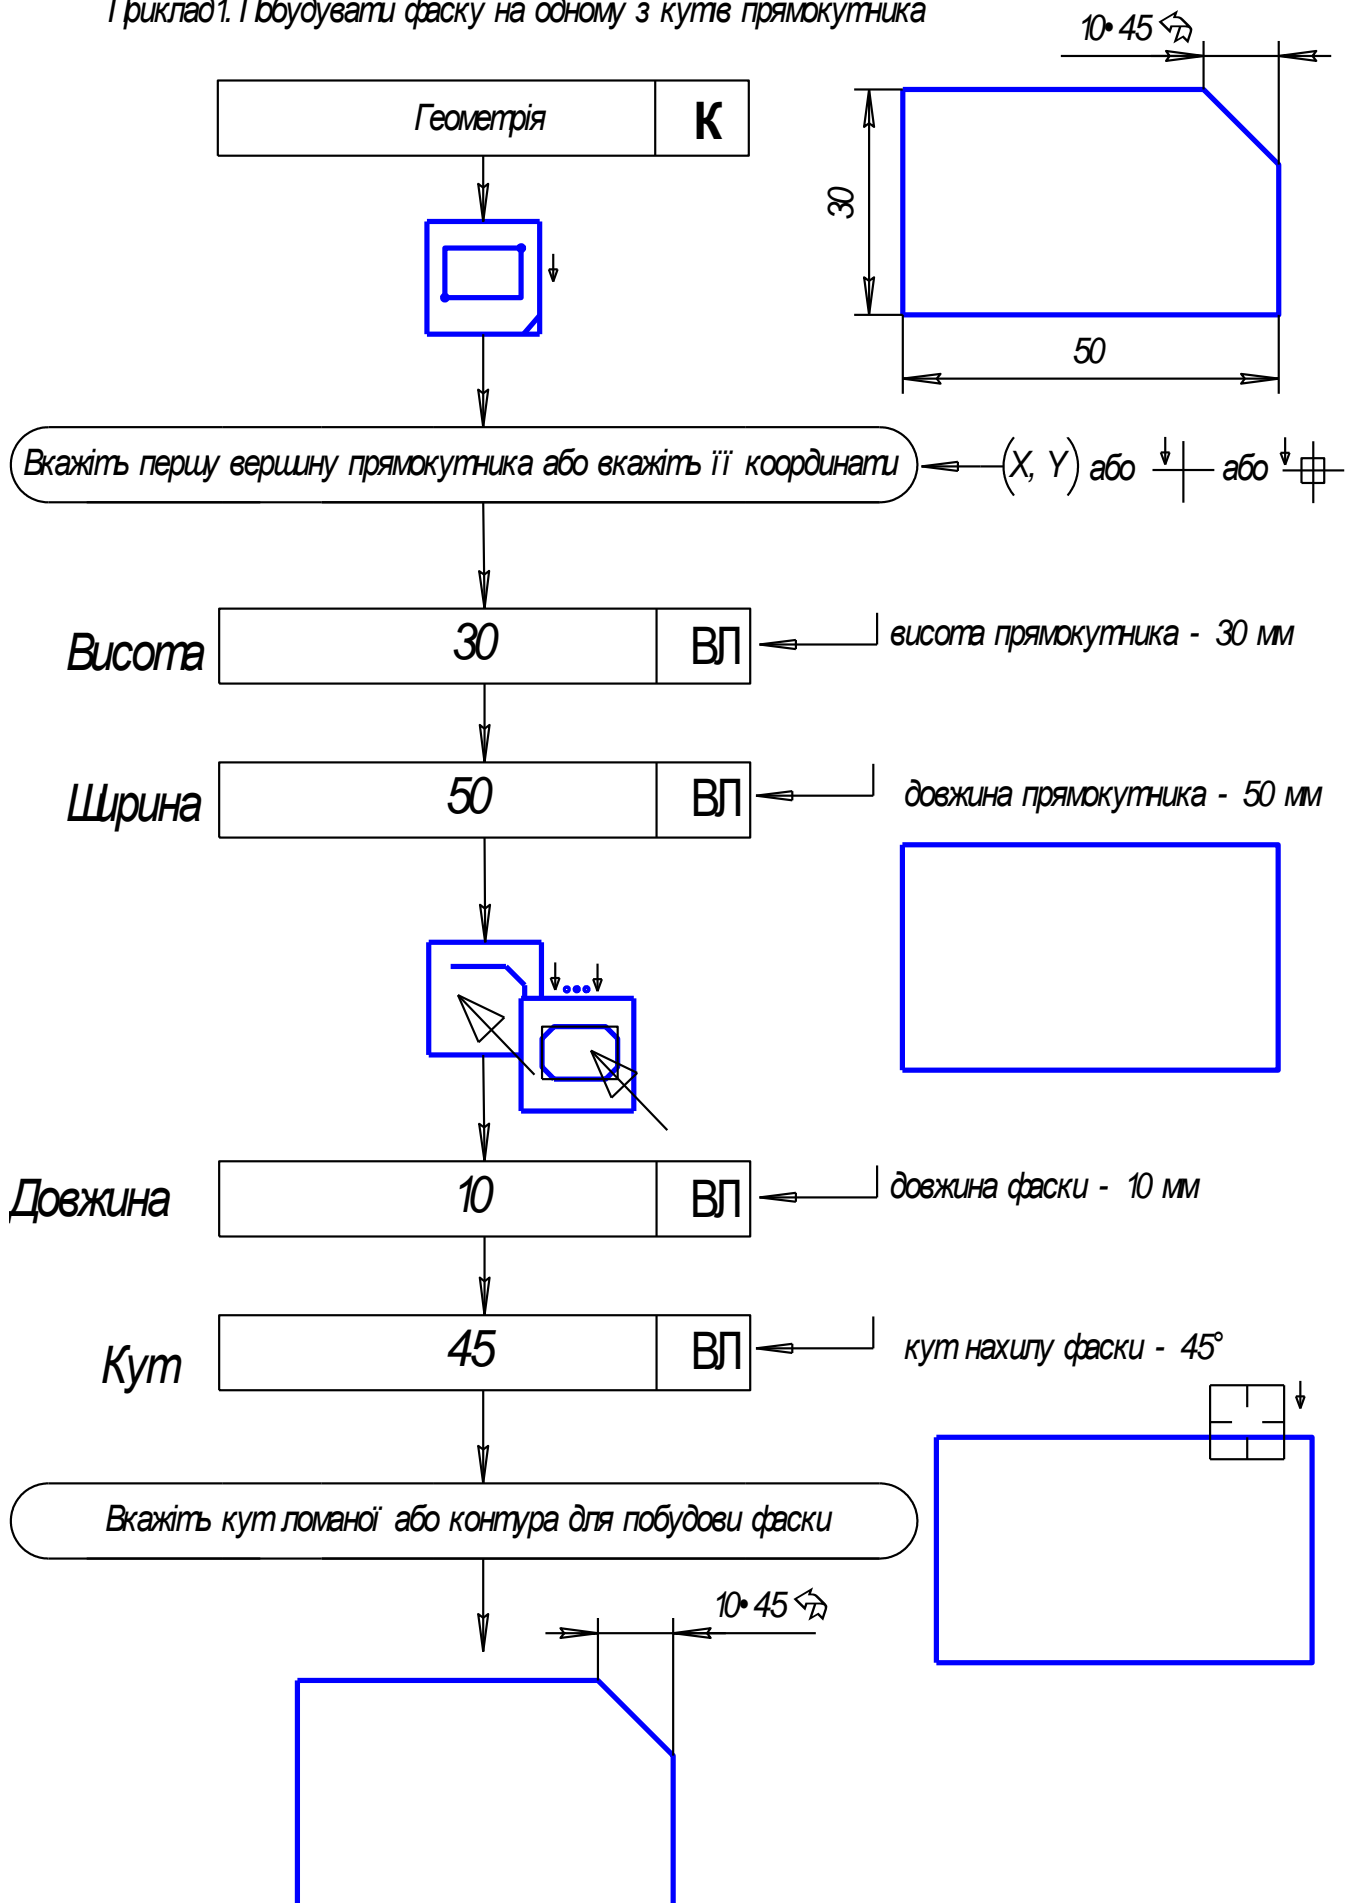 Приклад1. Побудувати фаску на одному з кутів прямокутника
10•45
Геометрія К
30
50
Вкажіть першу вершину прямокутника або вкажіть її координати (X, Y) або або
Висота 30 ВЛ висота прямокутника - 30 мм
Ширина 50 ВЛ довжина прямокутника - 50 мм
Довжина 10 ВЛ довжина фаски - 10 мм
Кут 45 ВЛ кут нахилу фаски - 45°
Вкажіть кут ломаної або контура для побудови фаски
10•45